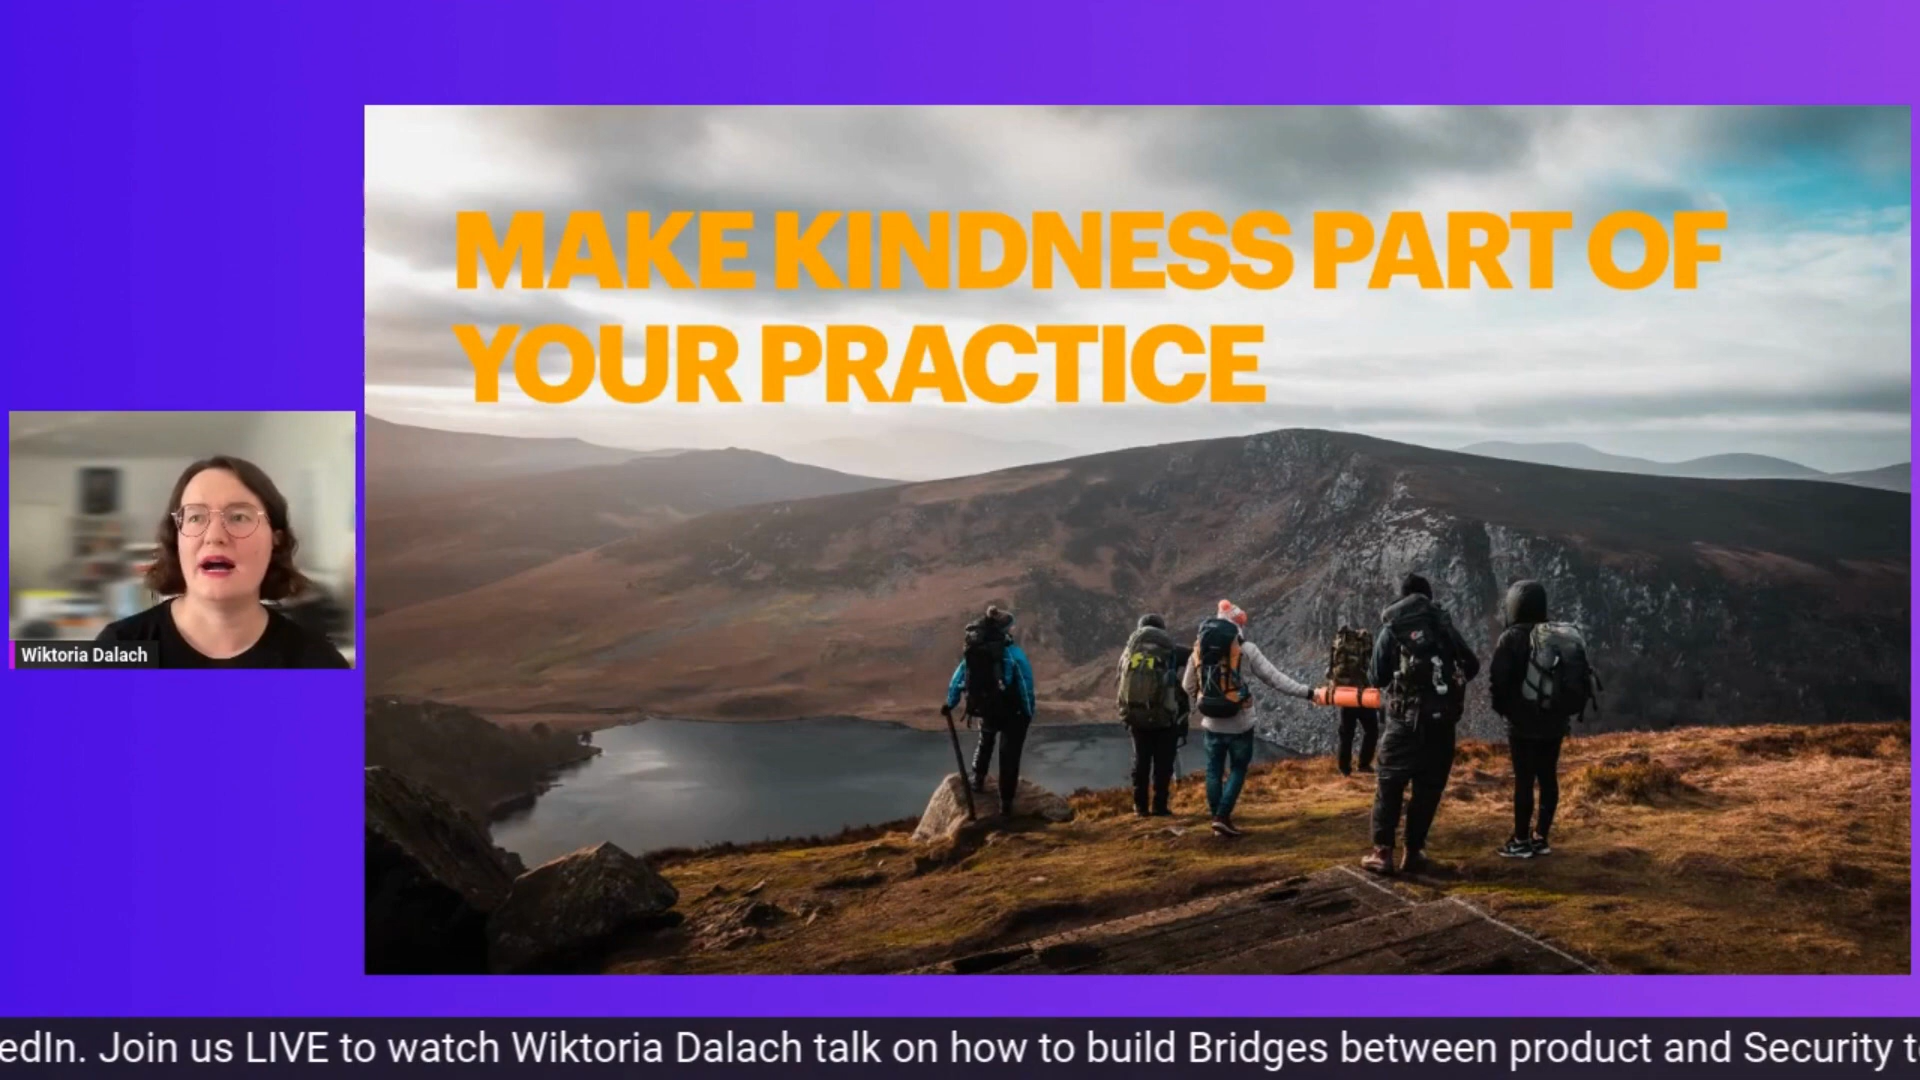 MAKE KINDNESS PART OF
YOUR PRACTICE
Wiktoria Dalach
edIn. Join us LIVE to watch Wiktoria Dalach talk on how to build Bridges between product and Security t